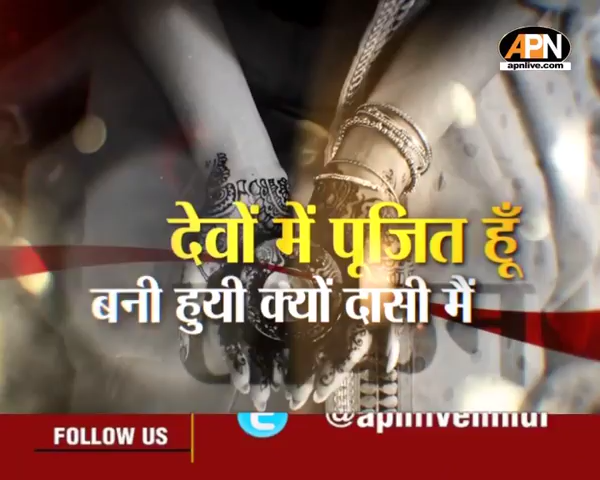 APN
apnlive.com
देवों में पूजित हूँ
बनी हुयी क्यों दासी मैं
FOLLOW US